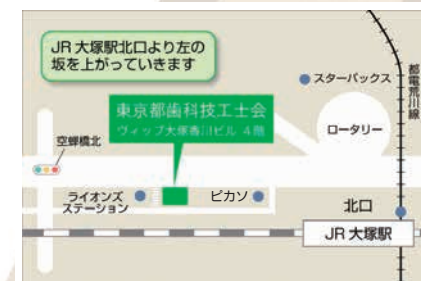 JR 大塚駅北口より左の
坂を上がっていきます
スターバックス
都電荒川線
東京都歯科技工士会
ヴィップ大塚香川ビル 4階
ロータリー
空蝉橋北
ライオンズ
ステーション
ピカソ
北口
JR 大塚駅